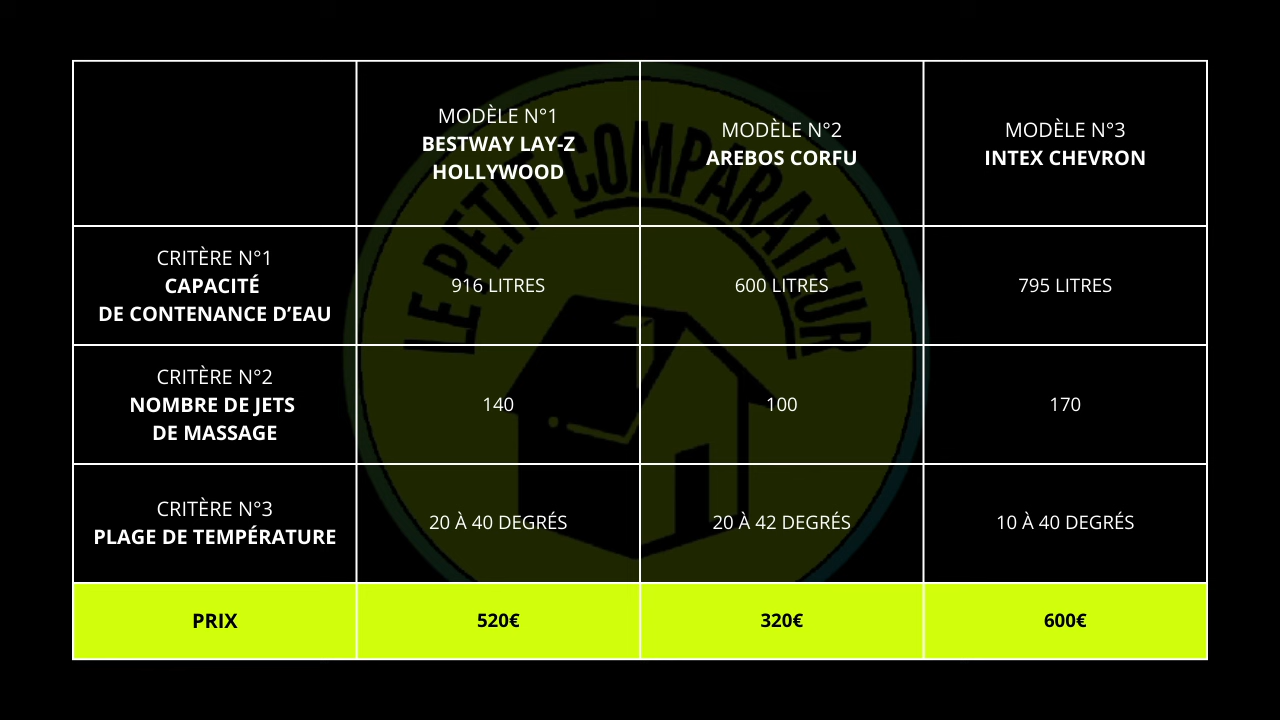 LE PETIT COMPARATEUR
MODÈLE N°1
BESTWAY LAY-Z
HOLLYWOOD
MODÈLE N°2
AREBOS CORFU
MODÈLE N°3
INTEX CHEVRON
CRITÈRE N°1
CAPACITÉ
DE CONTENANCE D’EAU
916 LITRES
600 LITRES
795 LITRES
CRITÈRE N°2
NOMBRE DE JETS
DE MASSAGE
140
100
170
CRITÈRE N°3
PLAGE DE TEMPÉRATURE
20 À 40 DEGRÉS
20 À 42 DEGRÉS
10 À 40 DEGRÉS
PRIX
520€
320€
600€